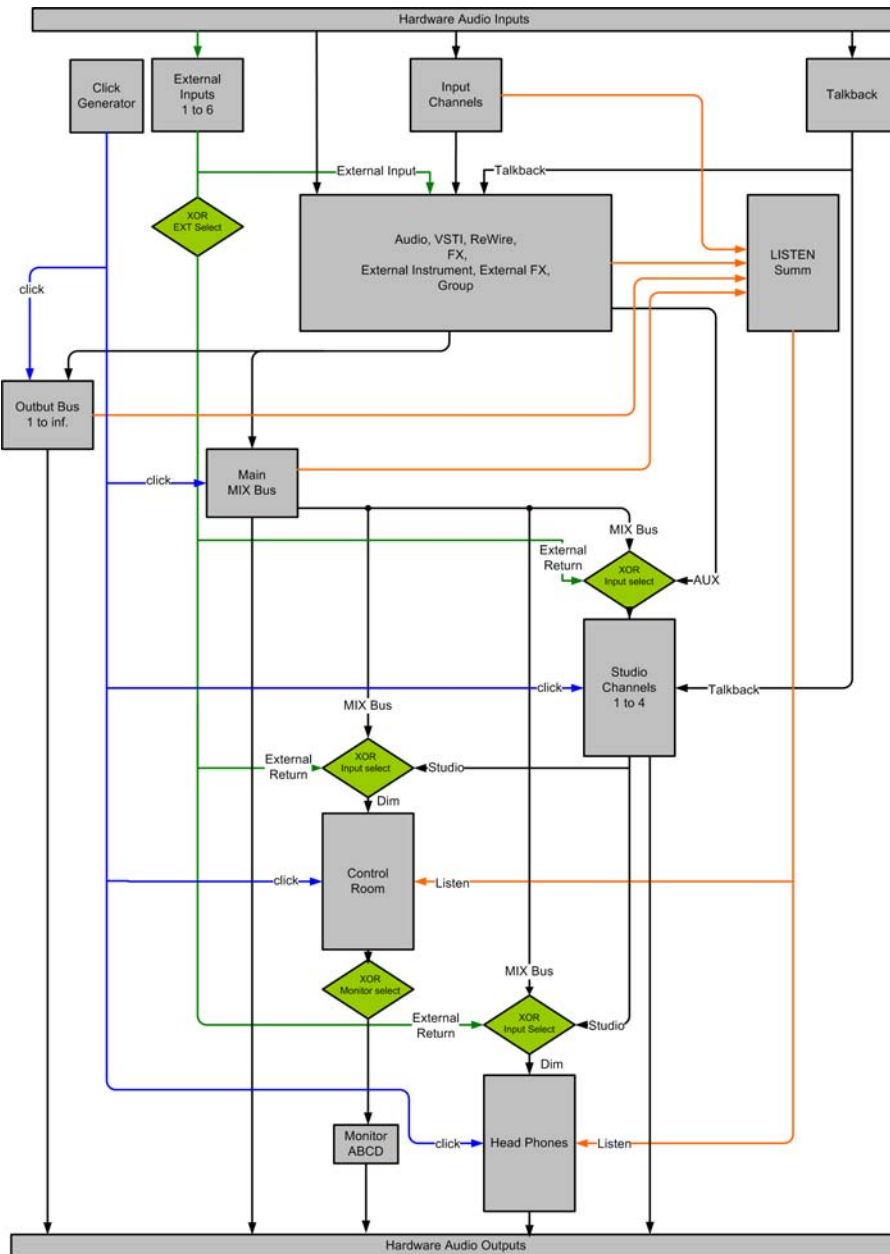 Hardware Audio Inputs
Click
Generator
External
Inputs
1 to 6
Input
Channels
Talkback
External Input
Talkback
XOR
EXT Select
Audio, VSTI, ReWire,
FX,
External Instrument, External FX,
Group
LISTEN
Summ
click
Outbut Bus
1 to inf.
Main
MIX Bus
click
MIX Bus
External
Return
XOR
Input select
AUX
Studio
Channels
1 to 4
click
Talkback
MIX Bus
External
Return
XOR
Input select
Studio
Dim
Control
Room
click
Listen
XOR
Monitor select
MIX Bus
External
Return
XOR
Input Select
Studio
Dim
Monitor
ABCD
click
Head Phones
Listen
Hardware Audio Outputs